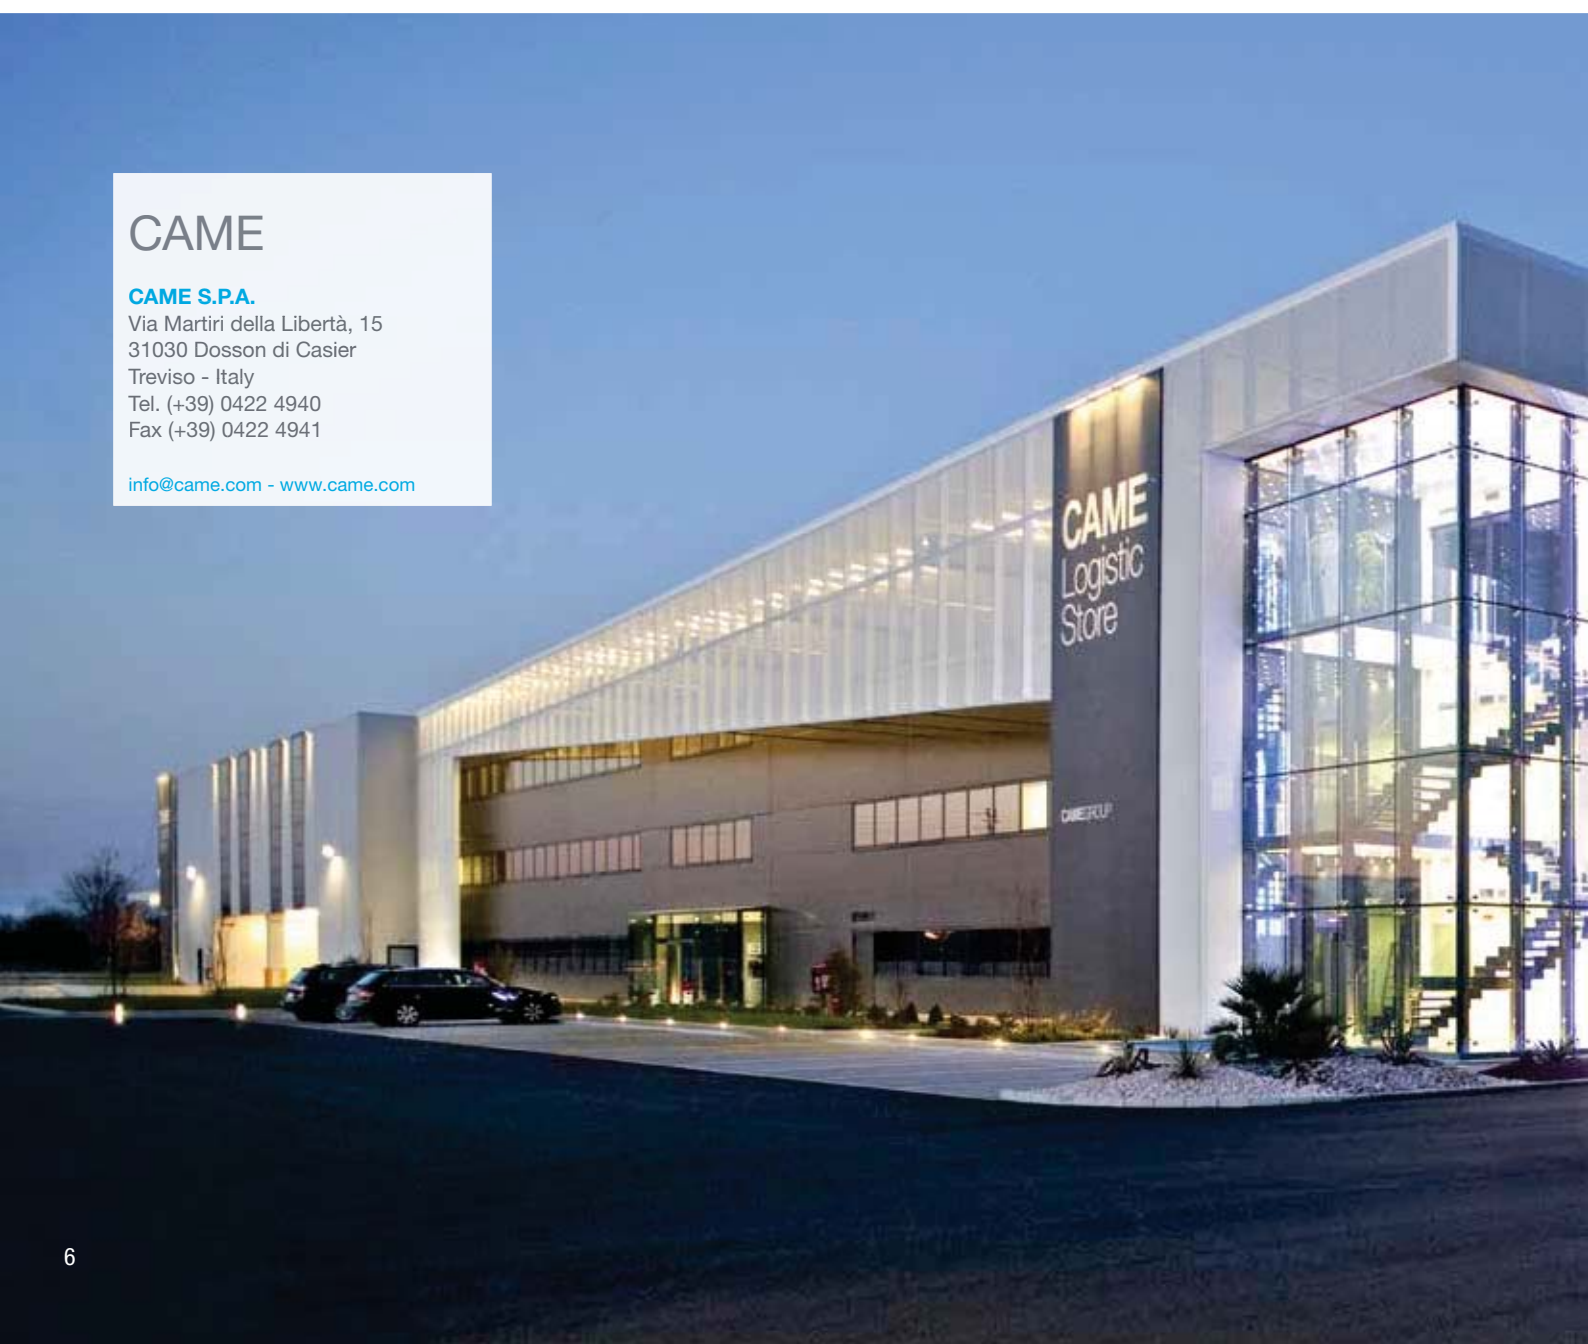 CAME
CAME S.P.A.
Via Martiri della Libertà, 15
31030 Dosson di Casier
Treviso - Italy
Tel. (+39) 0422 4940
Fax (+39) 0422 4941
info@came.com - www.came.com
CAME
Logistic
Store
CAMEGROUP
6